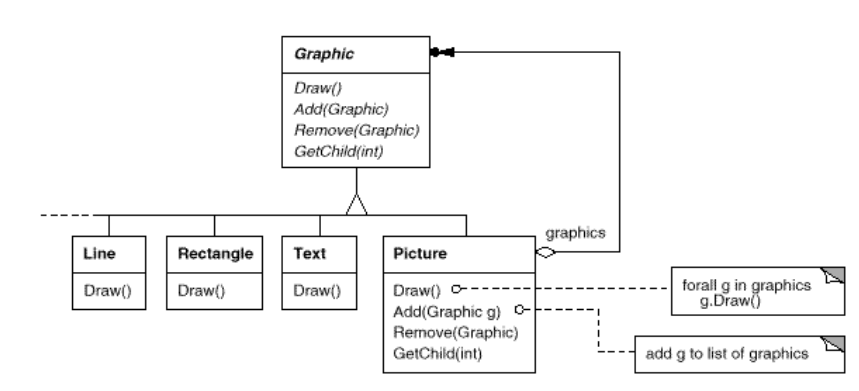 Graphic
Draw()
Add(Graphic)
Remove(Graphic)
GetChild(int)
graphics
Line
Draw()
Rectangle
Draw()
Text
Draw()
Picture
Draw()
Add(Graphic g)
Remove(Graphic)
GetChild(int)
forall g in graphics
g.Draw()
add g to list of graphics